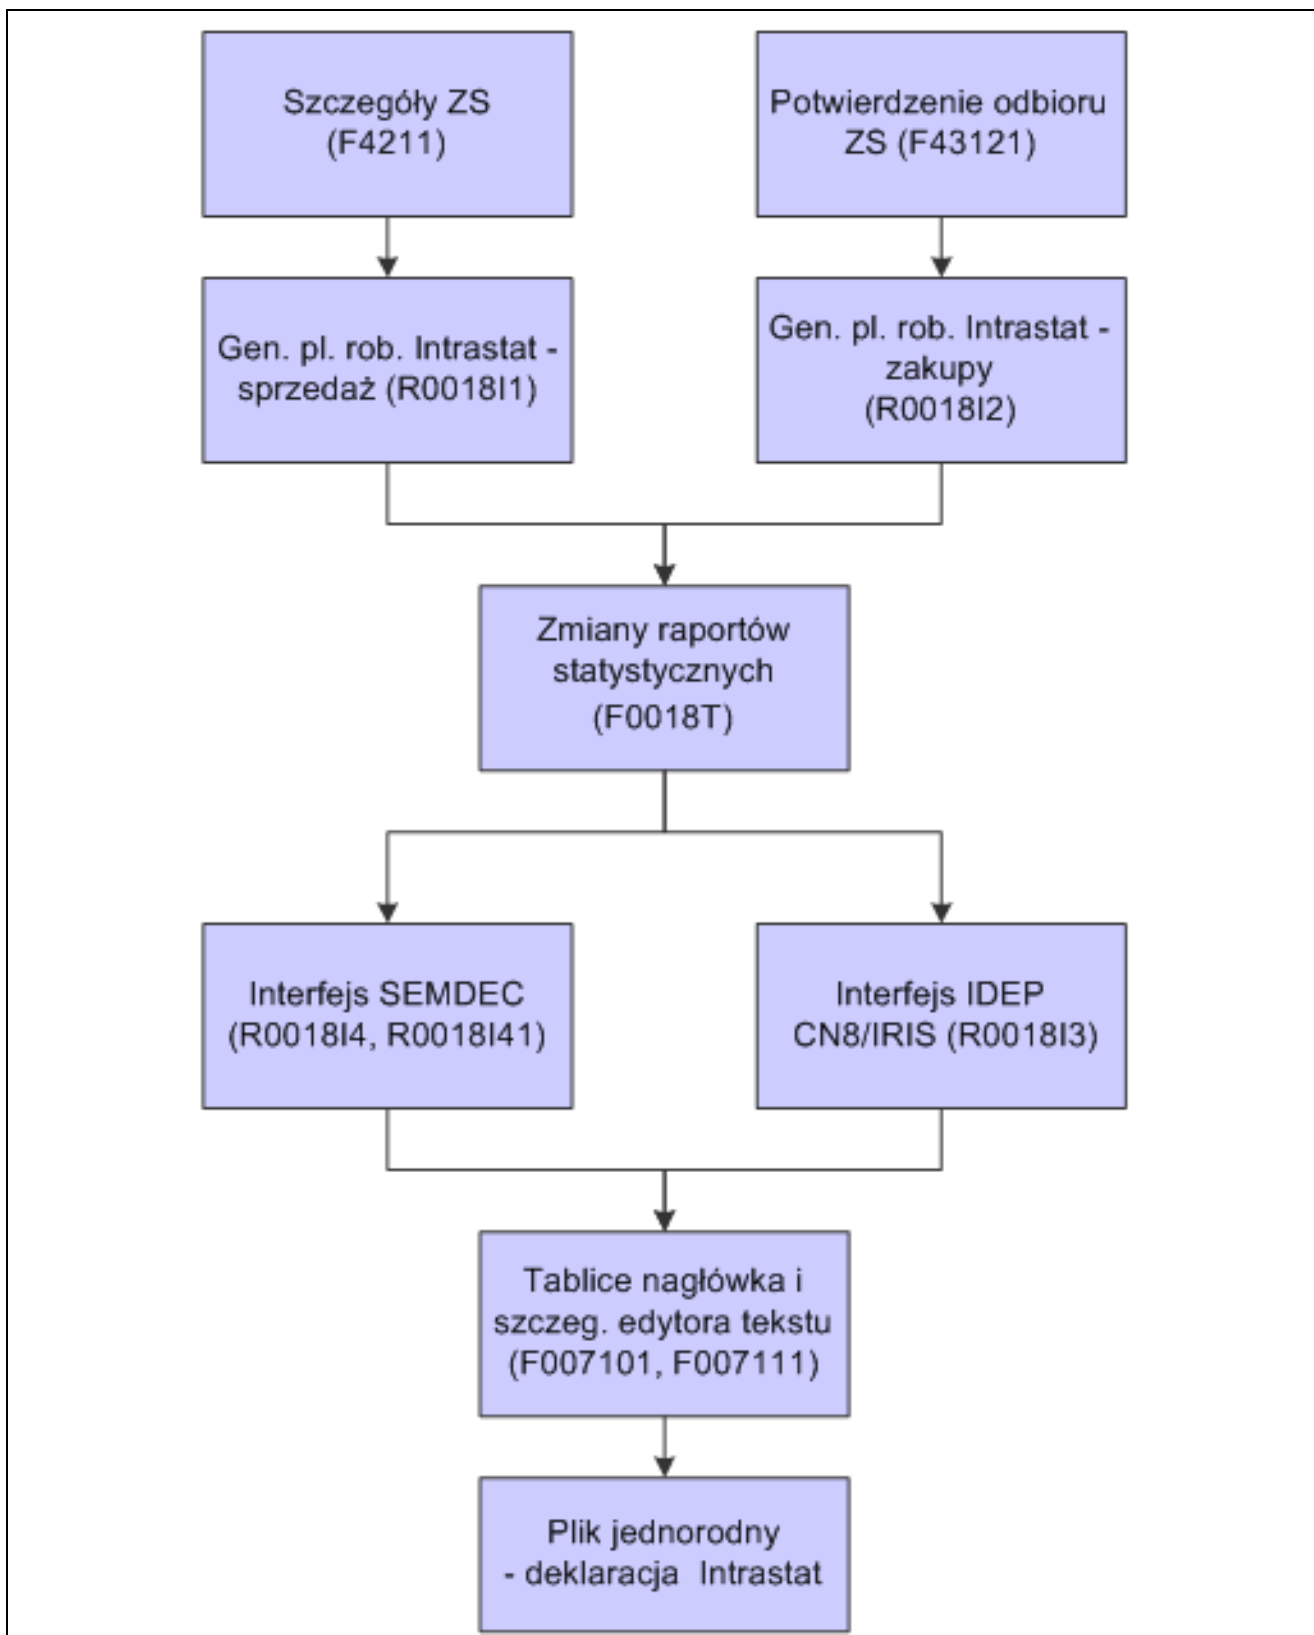 Szczegóły ZS
(F4211)
Potwierdzenie odbioru
ZS (F43121)
Gen. pl. rob. Intrastat -
sprzedaż (R0018I1)
Gen. pl. rob. Intrastat -
zakupy
(R0018I2)
Zmiany raportów
statystycznych
(F0018T)
Interfejs SEMDEC
(R0018I4, R0018I41)
Interfejs IDEP
CN8/IRIS (R0018I3)
Tablice nagłówka i
szczeg. edytora tekstu
(F007101, F007111)
Plik jednorodny
- deklaracja Intrastat